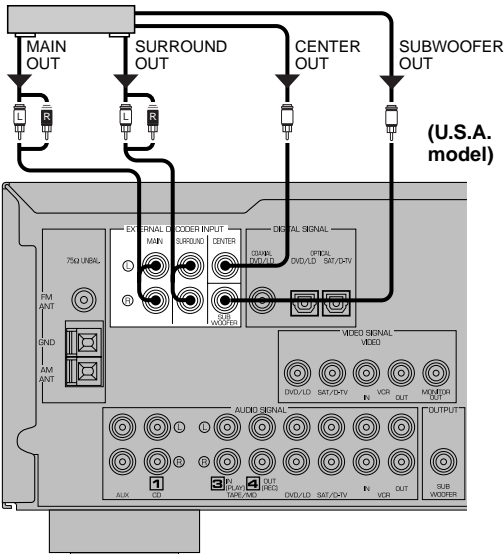 MAIN OUT
SURROUND OUT
CENTER OUT
SUBWOOFER OUT
L R L R
(U.S.A. model)
EXTERNAL DECODER INPUT
MAIN SURROUND CENTER
L
R
SUB WOOFER
DIGITAL SIGNAL
COAXIAL OPTICAL
DVD/LD DVD/LD SAT/D-TV
75Ω UNBAL.
FM ANT
GND
AM ANT
VIDEO SIGNAL
VIDEO
DVD/LD SAT/D-TV IN VCR OUT MONITOR OUT
AUDIO SIGNAL
OUTPUT
L L
R R
1 3 IN (PLAY) 4 OUT (REC) IN OUT
AUX CD TAPE/MD DVD/LD SAT/D-TV VCR
SUB WOOFER